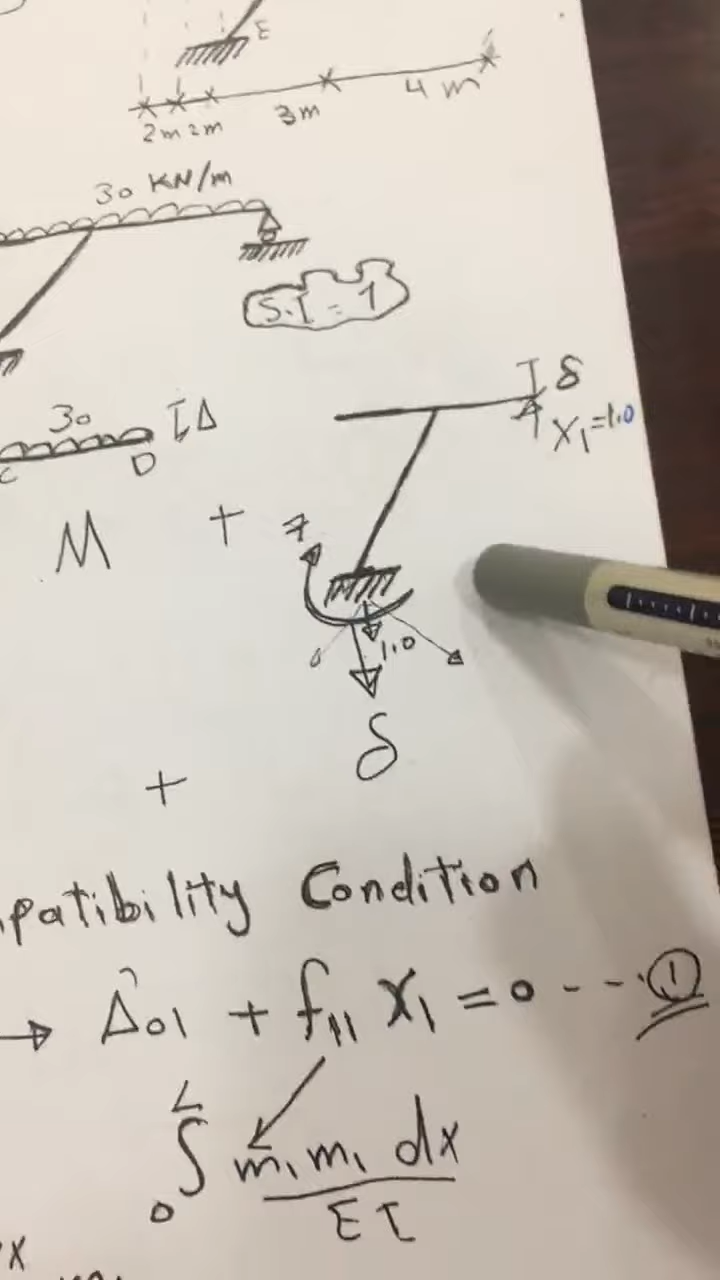 E
2m 2m 3m 4m
30 KN/m
S.I = 1
I δ
X₁=1.0
30 I Δ
C D
M + 7
1.0
δ
+
patibility Condition
→ Δ01 + f11 X1 = 0 --- ①
L
∫ m1 m1 dx
0 EI
x